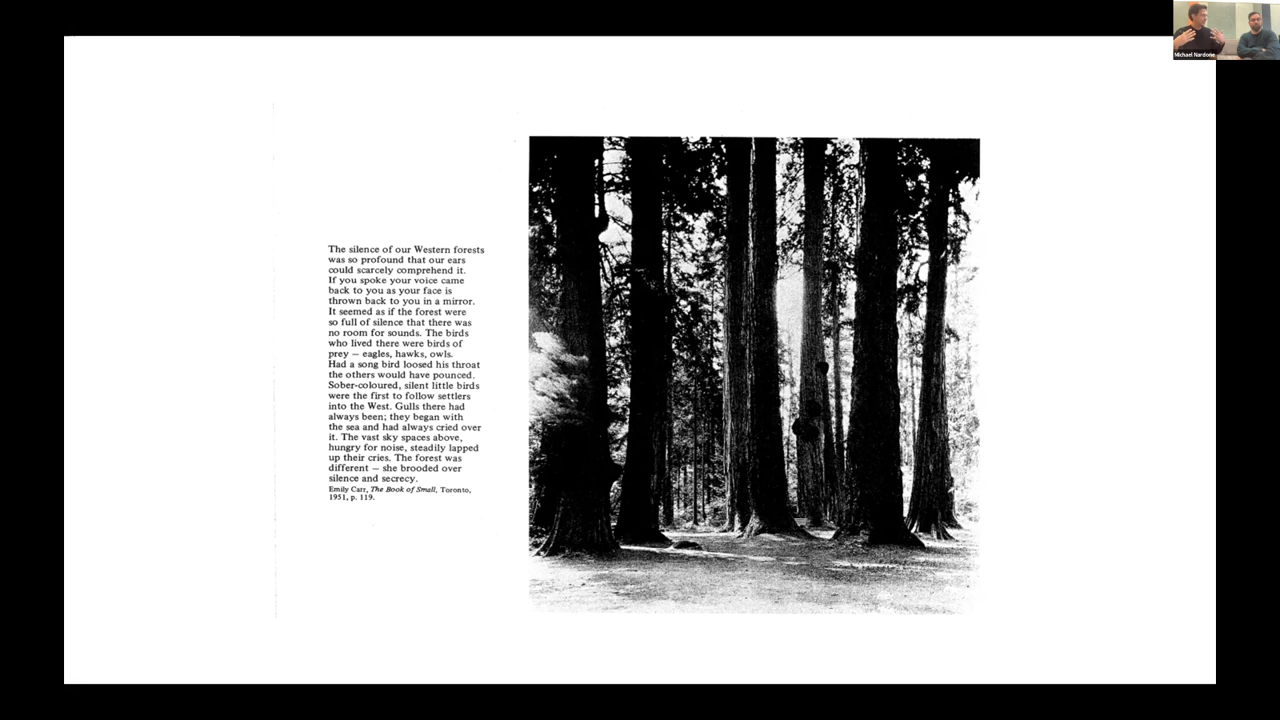 The silence of our Western forests
was so profound that our ears
could scarcely comprehend it.
If you spoke your voice came
back to you as your face is
thrown back to you in a mirror.
It seemed as if the forest were
so full of silence that there was
no room for sounds. The birds
who lived there were birds of
prey — eagles, hawks, owls.
Had a song bird loosed his throat
the others would have pounced.
Sober-coloured, silent little birds
were the first to follow settlers
into the West. Gulls there had
always been; they began with
the sea and had always cried over
it. The vast sky spaces above,
hungry for noise, steadily lapped
up their cries. The forest was
different — she brooded over
silence and secrecy.
Emily Carr, The Book of Small, Toronto,
1951, p. 119.
Michael Nardone